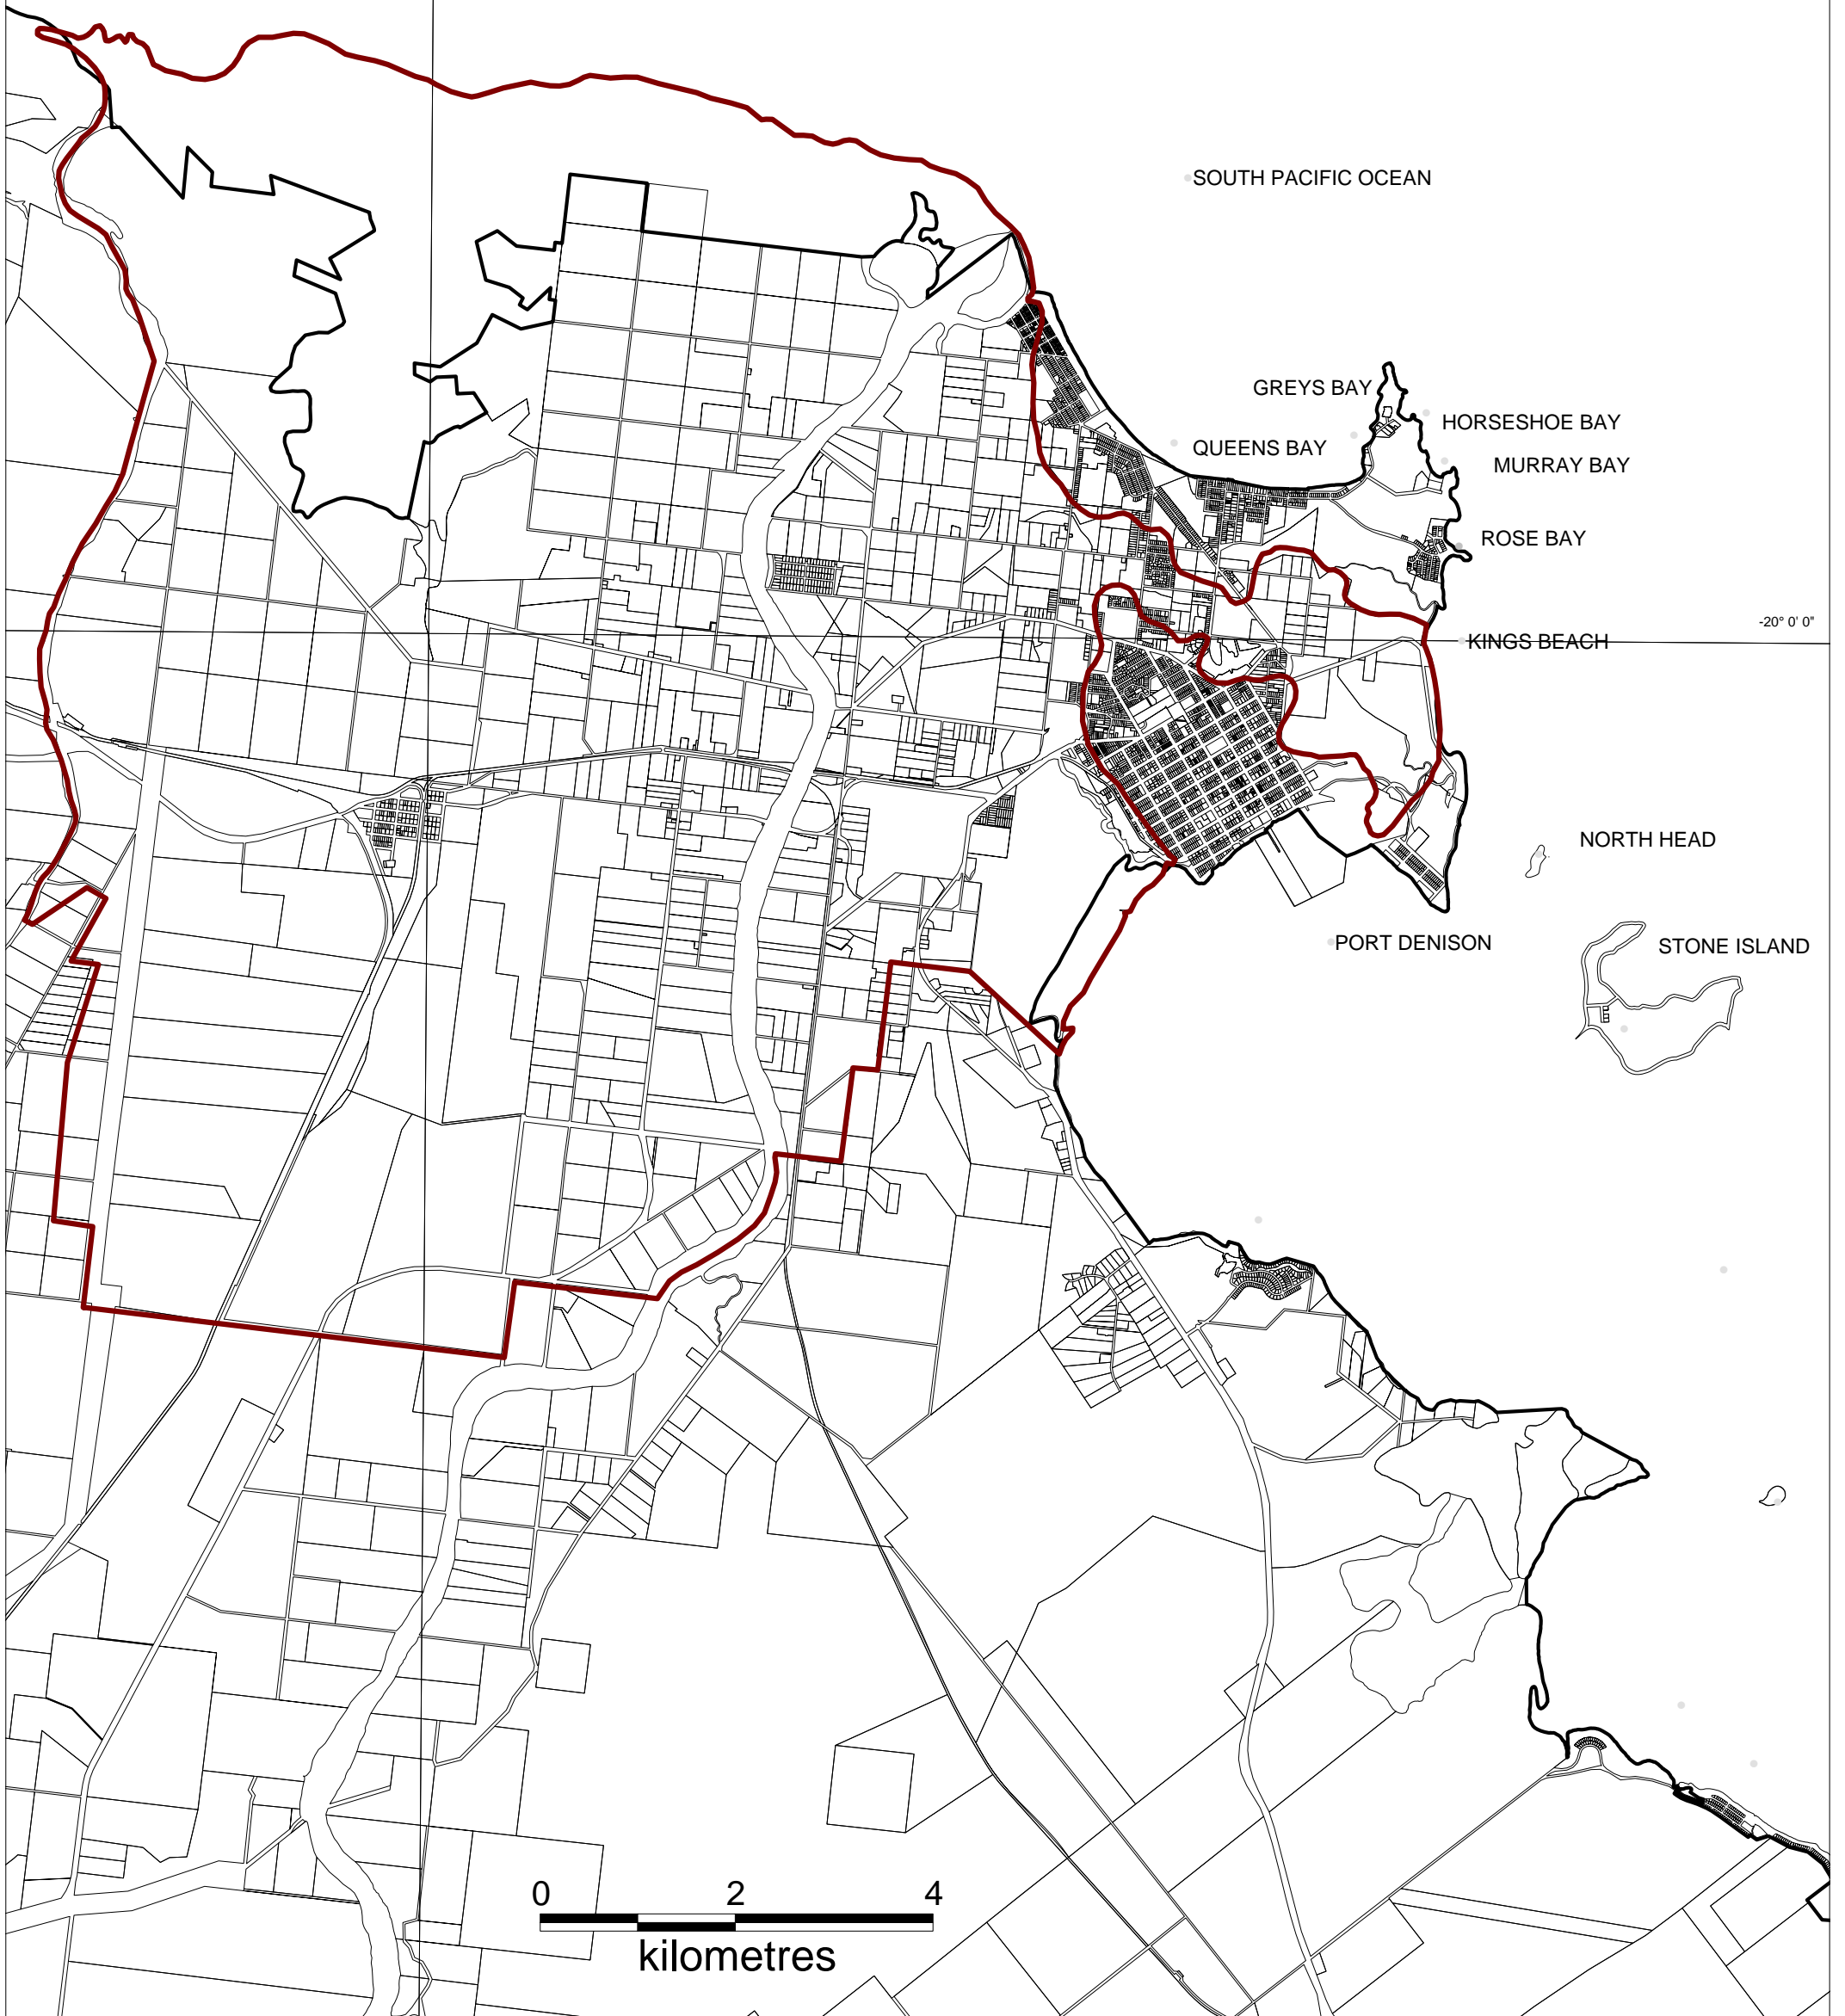 SOUTH PACIFIC OCEAN
GREYS BAY
HORSESHOE BAY
QUEENS BAY
MURRAY BAY
ROSE BAY
-20° 0' 0"
KINGS BEACH
NORTH HEAD
PORT DENISON
STONE ISLAND
0 2 4
kilometres